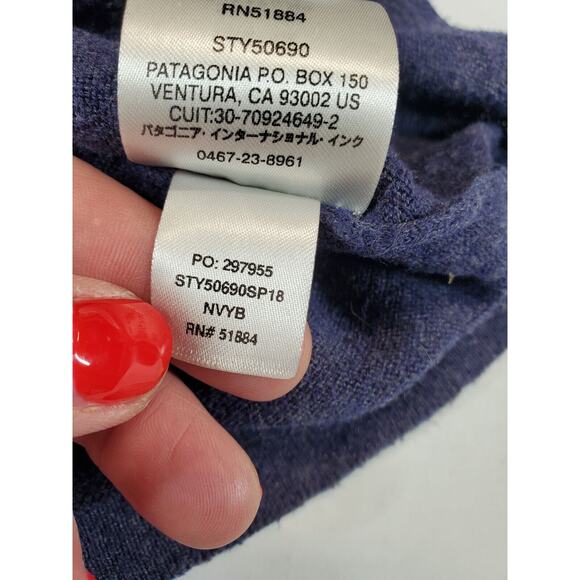 RN51884
STY50690
PATAGONIA P.O. BOX 150
VENTURA, CA 93002 US
CUIT:30-70924649-2
パタゴニア・インターナショナル・インク
0467-23-8961
PO: 297955
STY50690SP18
NVYB
RN# 51884